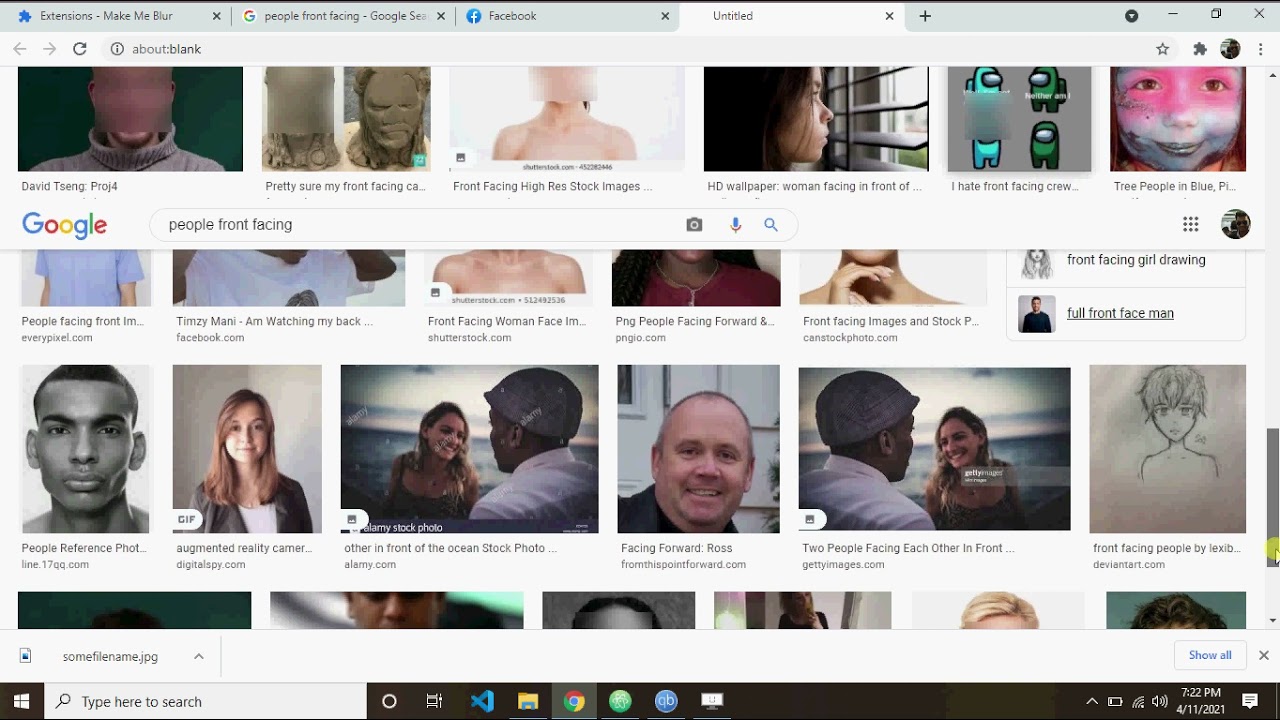 Extensions - Make Me Blur
people front facing - Google Sea
Facebook
Untitled
about:blank
Neither am I
shutterstock.com · 452282446
David Tseng: Proj4
Pretty sure my front facing ca...
Front Facing High Res Stock Images ...
HD wallpaper: woman facing in front of ...
I hate front facing crew...
Tree People in Blue, Pi...
Google
people front facing
front facing girl drawing
shutterstock.com • 512492536
full front face man
People facing front Im...
Timzy Mani - Am Watching my back ...
Front Facing Woman Face Im...
Png People Facing Forward &...
Front facing Images and Stock P...
everypixel.com
facebook.com
shutterstock.com
pngio.com
canstockphoto.com
a
alamy
a
alamy
gettyimages
GIF
alamy stock photo
People Reference Phot...
augmented reality camer...
other in front of the ocean Stock Photo ...
Facing Forward: Ross
Two People Facing Each Other In Front ...
front facing people by lexib...
line.17qq.com
digitalspy.com
alamy.com
fromthispointforward.com
gettyimages.com
deviantart.com
somefilename.jpg
Show all
Type here to search
qb
7:22 PM
4/11/2021